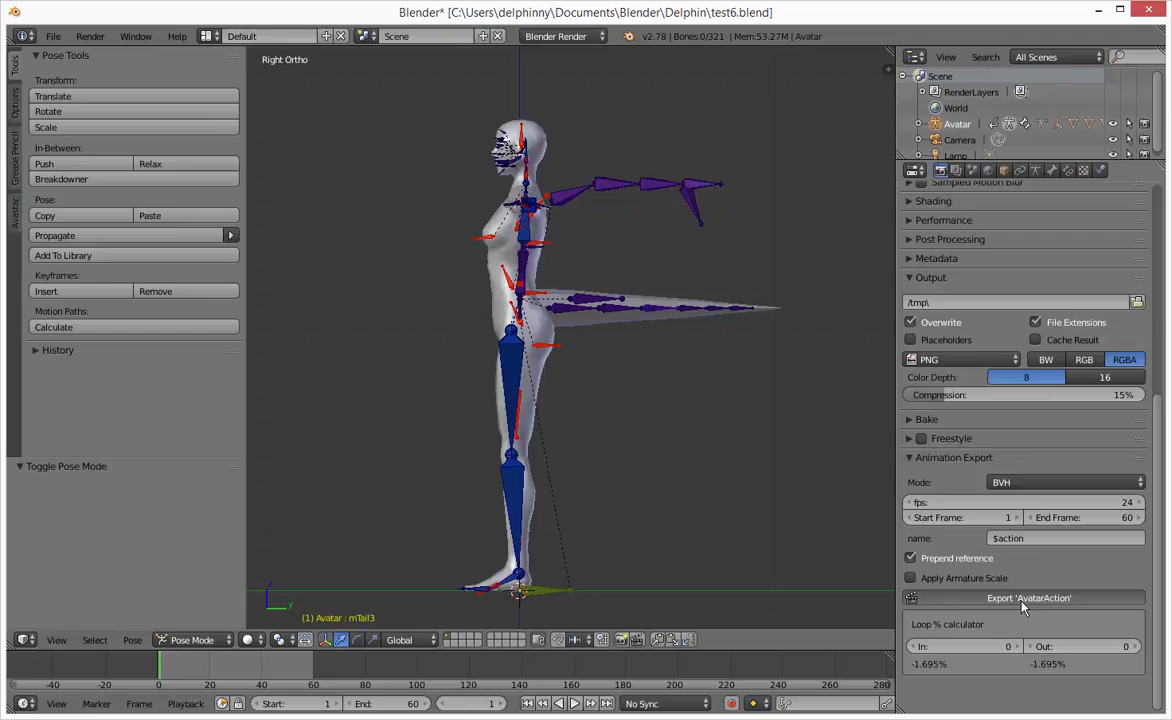 Blender* [C:\Users\delphinny\Documents\Blender\Delphin\test6.blend]
File Render Window Help Default Scene Blender Render v2.78 | Bones:0/321 | Mem:53.27M | Avatar
Tools
Options
Grease Pencil
Avastar
Pose Tools
Transform:
Translate
Rotate
Scale
In-Between:
Push Relax
Breakdowner
Pose:
Copy Paste
Propagate
Add To Library
Keyframes:
Insert Remove
Motion Paths:
Calculate
History
Toggle Pose Mode
Right Ortho
z
y
(1) Avatar : mTail3
View Select Pose Pose Mode Global
-40 -20 0 20 40 60 80 100 120 140 160 180 200 220 240 260 280
View Marker Frame Playback Start: 1 End: 60 1 No Sync
View Search All Scenes
Scene
RenderLayers
World
Avatar
Camera
Lamp
Sampled Motion Blur
Shading
Performance
Post Processing
Metadata
Output
/tmp\
Overwrite File Extensions
Placeholders Cache Result
PNG BW RGB RGBA
Color Depth: 8 16
Compression: 15%
Bake
Freestyle
Animation Export
Mode: BVH
fps: 24
Start Frame: 1 End Frame: 60
name: $action
Prepend reference
Apply Armature Scale
Export 'AvatarAction'
Loop % calculator
In: 0 Out: 0
-1.695% -1.695%